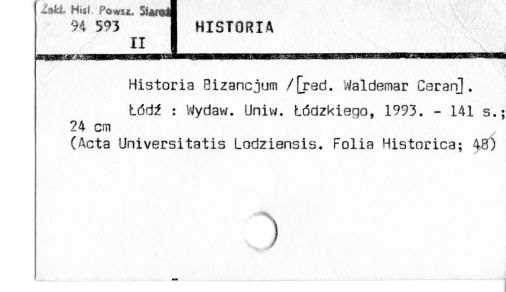 Zakł. Hist. Powsz. Staroż
94 593
II
HISTORIA
Historia Bizancjum /[red. Waldemar Ceran].
Łódź : Wydaw. Uniw. Łódzkiego, 1993. - 141 s.;
24 cm
(Acta Universitatis Lodziensis. Folia Historica; 48)